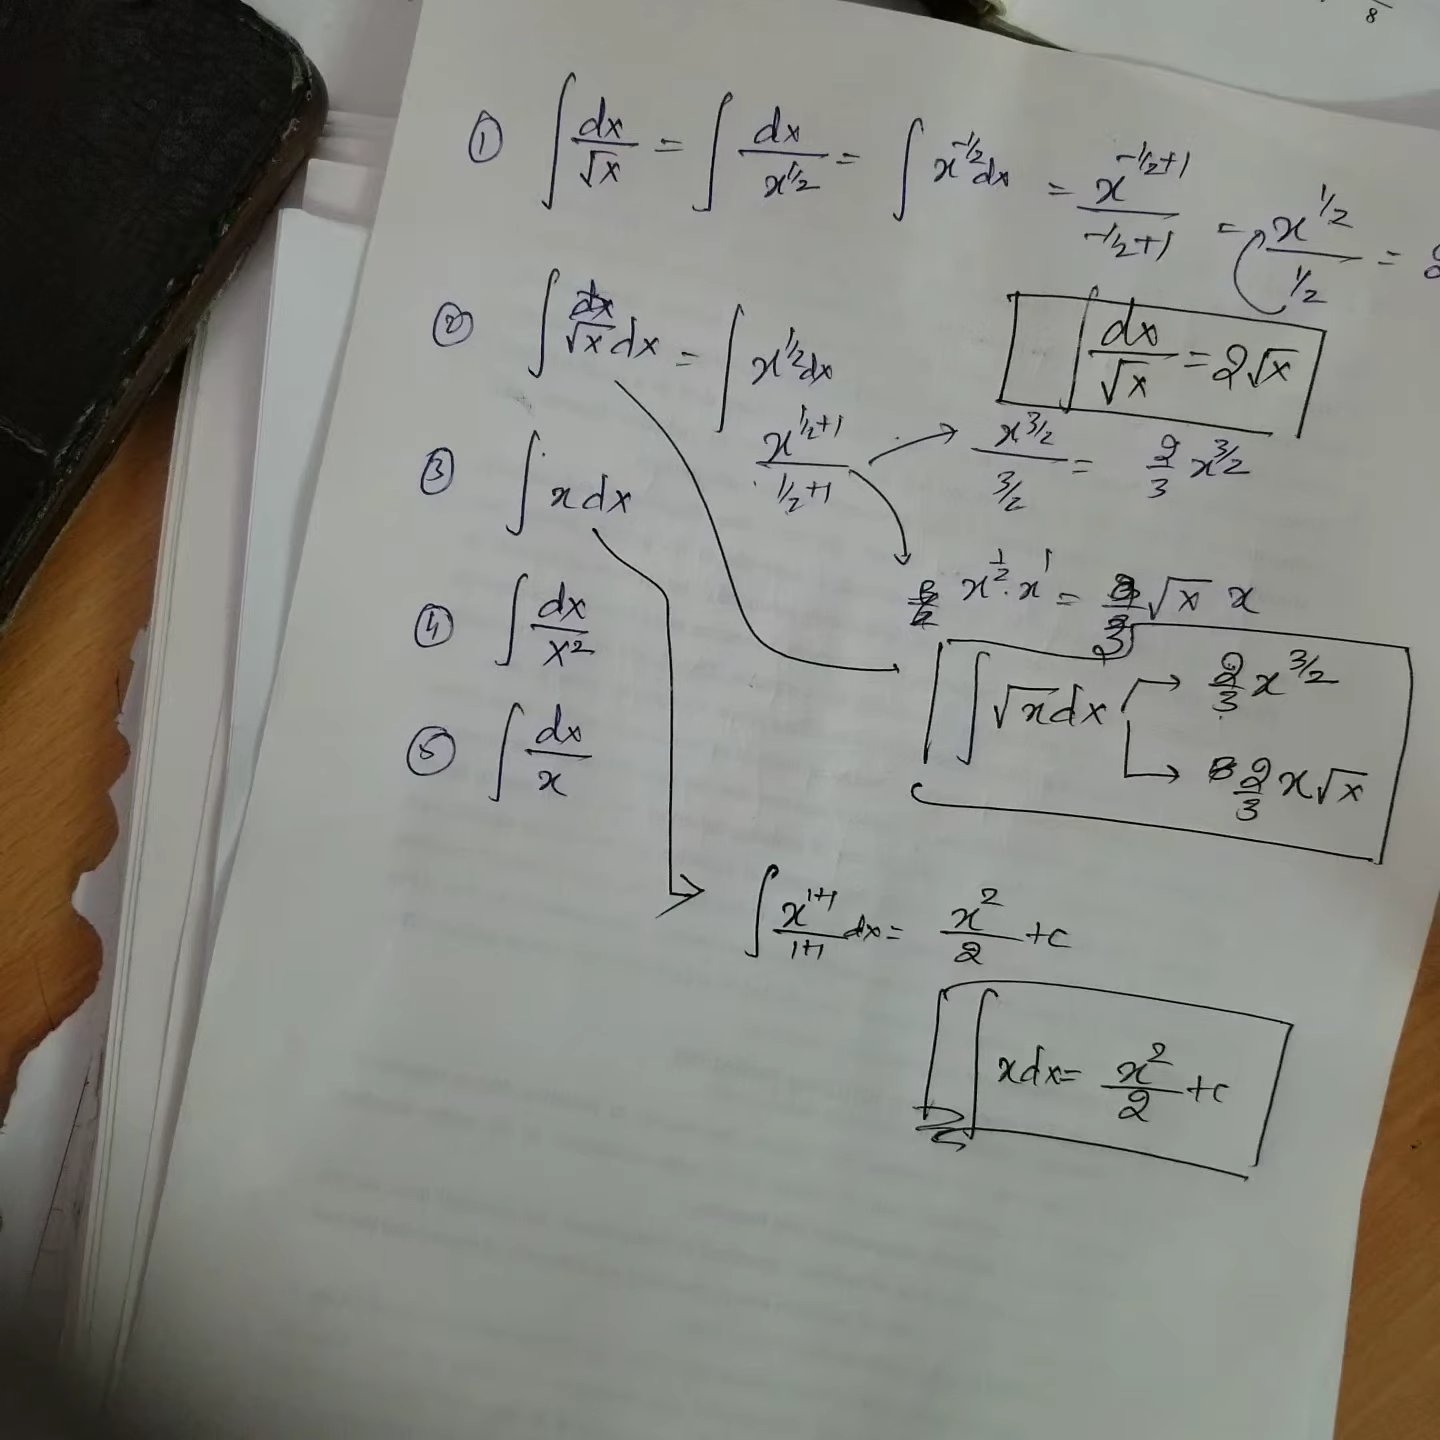 8
① ∫ dx/√x = ∫ dx/x^1/2 = ∫ x^-1/2 dx = x^-1/2+1 / -1/2+1 = x^1/2 / 1/2 =
② ∫ √x dx = ∫ x^1/2 dx
∫ dx/√x = 2√x
x^1/2+1 / 1/2+1 → x^3/2 / 3/2 = 2/3 x^3/2
③ ∫ x dx
x^1/2 . x^1 = 2/3 √x x
④ ∫ dx/x²
∫ √x dx → 2/3 x^3/2
→ 2/3 x√x
⑤ ∫ dx/x
∫ x^1+1 / 1+1 dx = x²/2 + c
∫ x dx = x²/2 + c